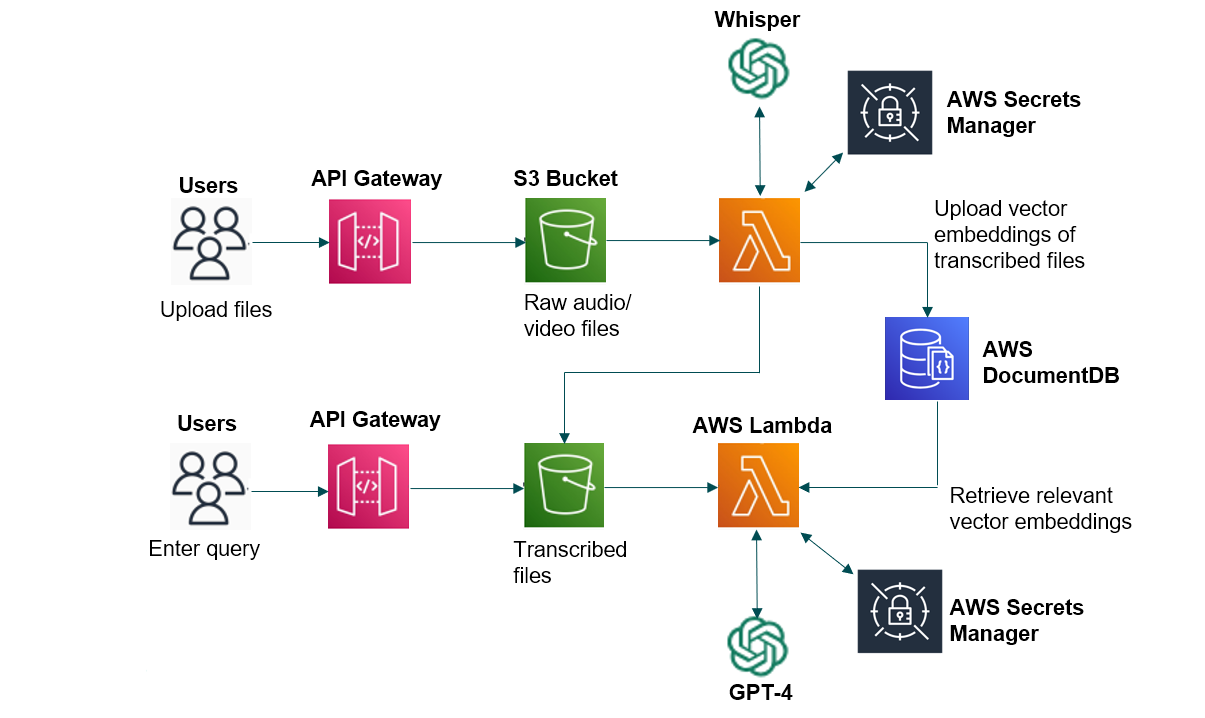 Whisper
AWS Secrets
Manager
Users
API Gateway
S3 Bucket
Upload vector
embeddings of
transcribed files
Upload files
Raw audio/
video files
AWS
DocumentDB
Users
API Gateway
AWS Lambda
Enter query
Transcribed
files
Retrieve relevant
vector embeddings
AWS Secrets
Manager
GPT-4